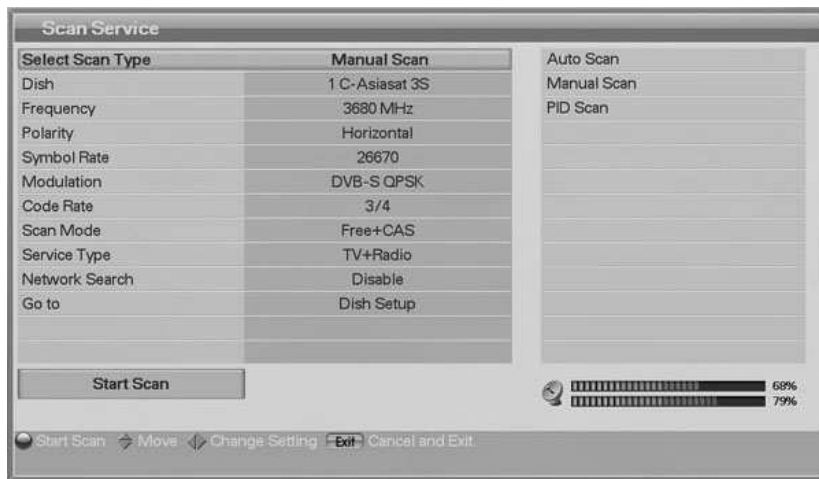 Scan Service
Select Scan Type Manual Scan
Dish 1 C-Asiasat 3S
Frequency 3680 MHz
Polarity Horizontal
Symbol Rate 26670
Modulation DVB-S QPSK
Code Rate 3/4
Scan Mode Free+CAS
Service Type TV+Radio
Network Search Disable
Go to Dish Setup
Auto Scan
Manual Scan
PID Scan
Start Scan
68%
79%
Start Scan Move Change Setting Exit Cancel and Exit.